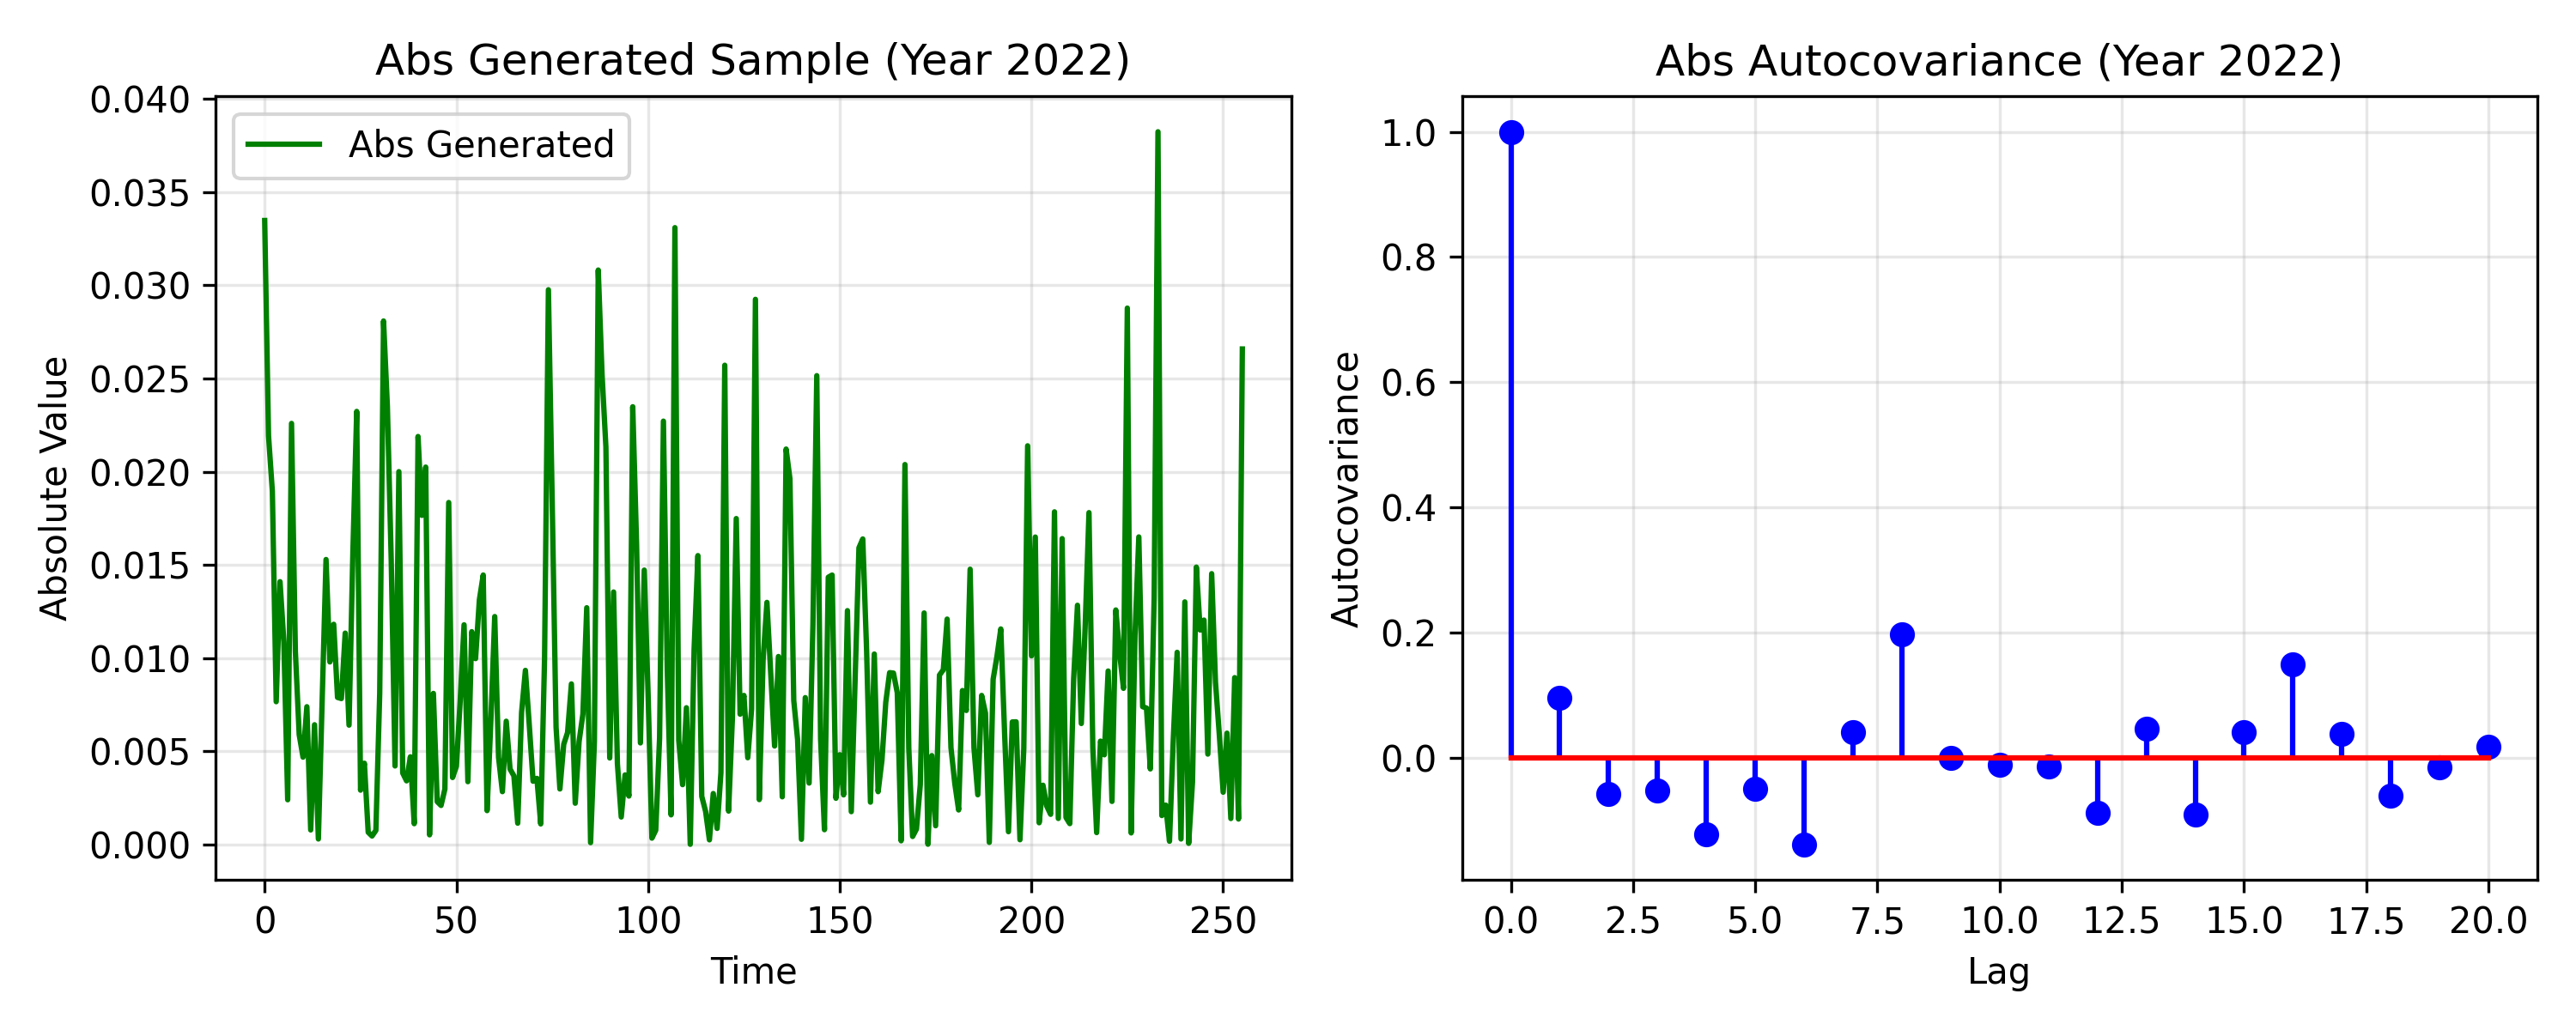 Abs Generated Sample (Year 2022)
Abs Generated
0.040
0.035
0.030
0.025
0.020
0.015
0.010
0.005
0.000
Absolute Value
0 50 100 150 200 250
Time
Abs Autocovariance (Year 2022)
1.0
0.8
0.6
0.4
0.2
0.0
Autocovariance
0.0 2.5 5.0 7.5 10.0 12.5 15.0 17.5 20.0
Lag